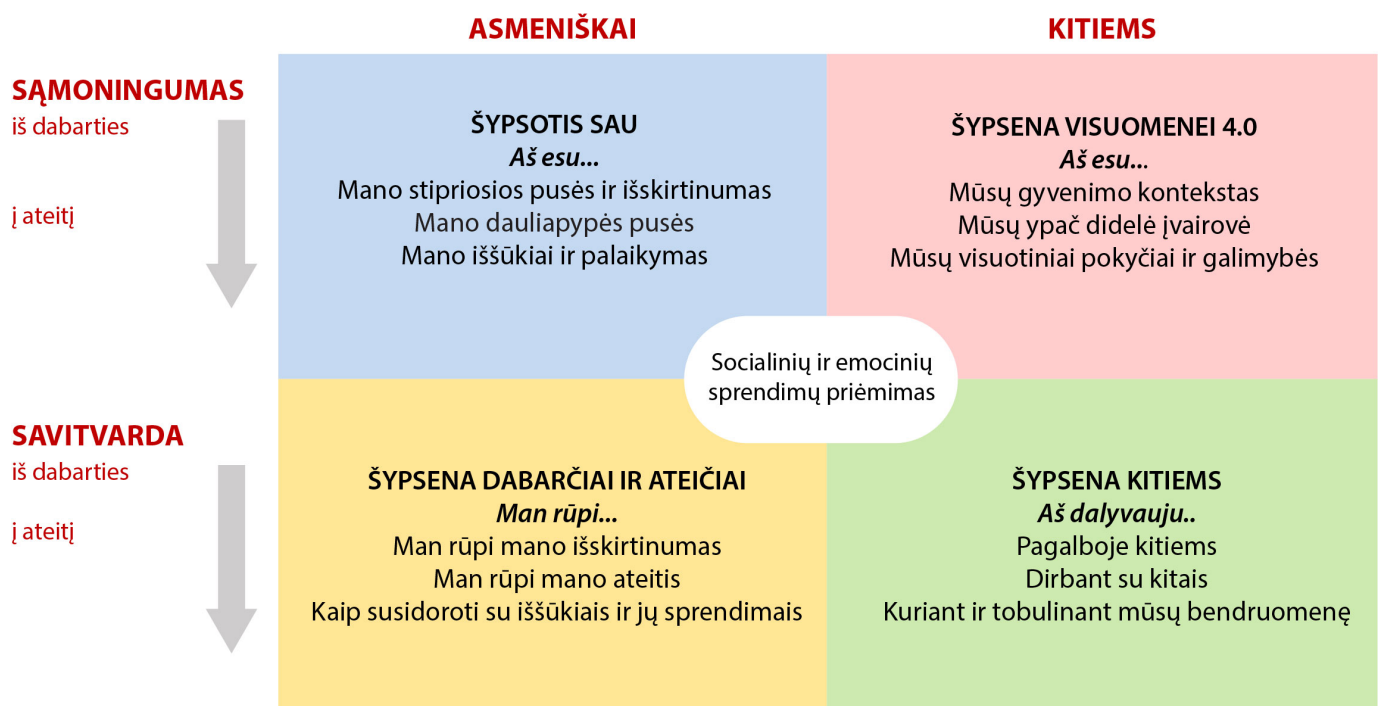 ASMENIŠKAI
KITIEMS
SĄMONINGUMAS
iš dabarties
į ateitį
ŠYPSOTIS SAU
Aš esu...
Mano stipriosios pusės ir išskirtinumas
Mano dauliapypės pusės
Mano iššūkiai ir palaikymas
ŠYPSENA VISUOMENEI 4.0
Aš esu...
Mūsų gyvenimo kontekstas
Mūsų ypač didelė įvairovė
Mūsų visuotiniai pokyčiai ir galimybės
Socialinių ir emocinių
sprendimų priėmimas
SAVITVARDA
iš dabarties
į ateitį
ŠYPSENA DABARČIAI IR ATEIČIAI
Man rūpi...
Man rūpi mano išskirtinumas
Man rūpi mano ateitis
Kaip susidoroti su iššūkiais ir jų sprendimais
ŠYPSENA KITIEMS
Aš dalyvauju..
Pagalboje kitiems
Dirbant su kitais
Kuriant ir tobulinant mūsų bendruomenę